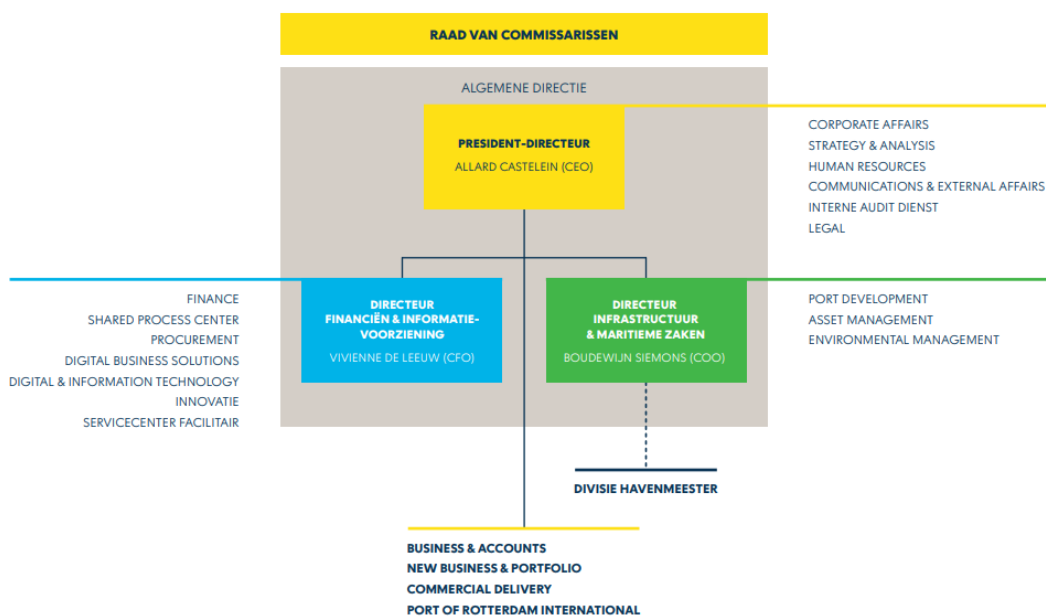 RAAD VAN COMMISSARISSEN
ALGEMENE DIRECTIE
PRESIDENT-DIRECTEUR
ALLARD CASTELEIN (CEO)
CORPORATE AFFAIRS
STRATEGY & ANALYSIS
HUMAN RESOURCES
COMMUNICATIONS & EXTERNAL AFFAIRS
INTERNE AUDIT DIENST
LEGAL
FINANCE
SHARED PROCESS CENTER
PROCUREMENT
DIGITAL BUSINESS SOLUTIONS
DIGITAL & INFORMATION TECHNOLOGY
INNOVATIE
SERVICECENTER FACILITAIR
DIRECTEUR
FINANCIËN & INFORMATIE-
VOORZIENING
VIVIENNE DE LEEUW (CFO)
DIRECTEUR
INFRASTRUCTUUR
& MARITIEME ZAKEN
BOUDEWIJN SIEMONS (COO)
PORT DEVELOPMENT
ASSET MANAGEMENT
ENVIRONMENTAL MANAGEMENT
DIVISIE HAVENMEESTER
BUSINESS & ACCOUNTS
NEW BUSINESS & PORTFOLIO
COMMERCIAL DELIVERY
PORT OF ROTTERDAM INTERNATIONAL